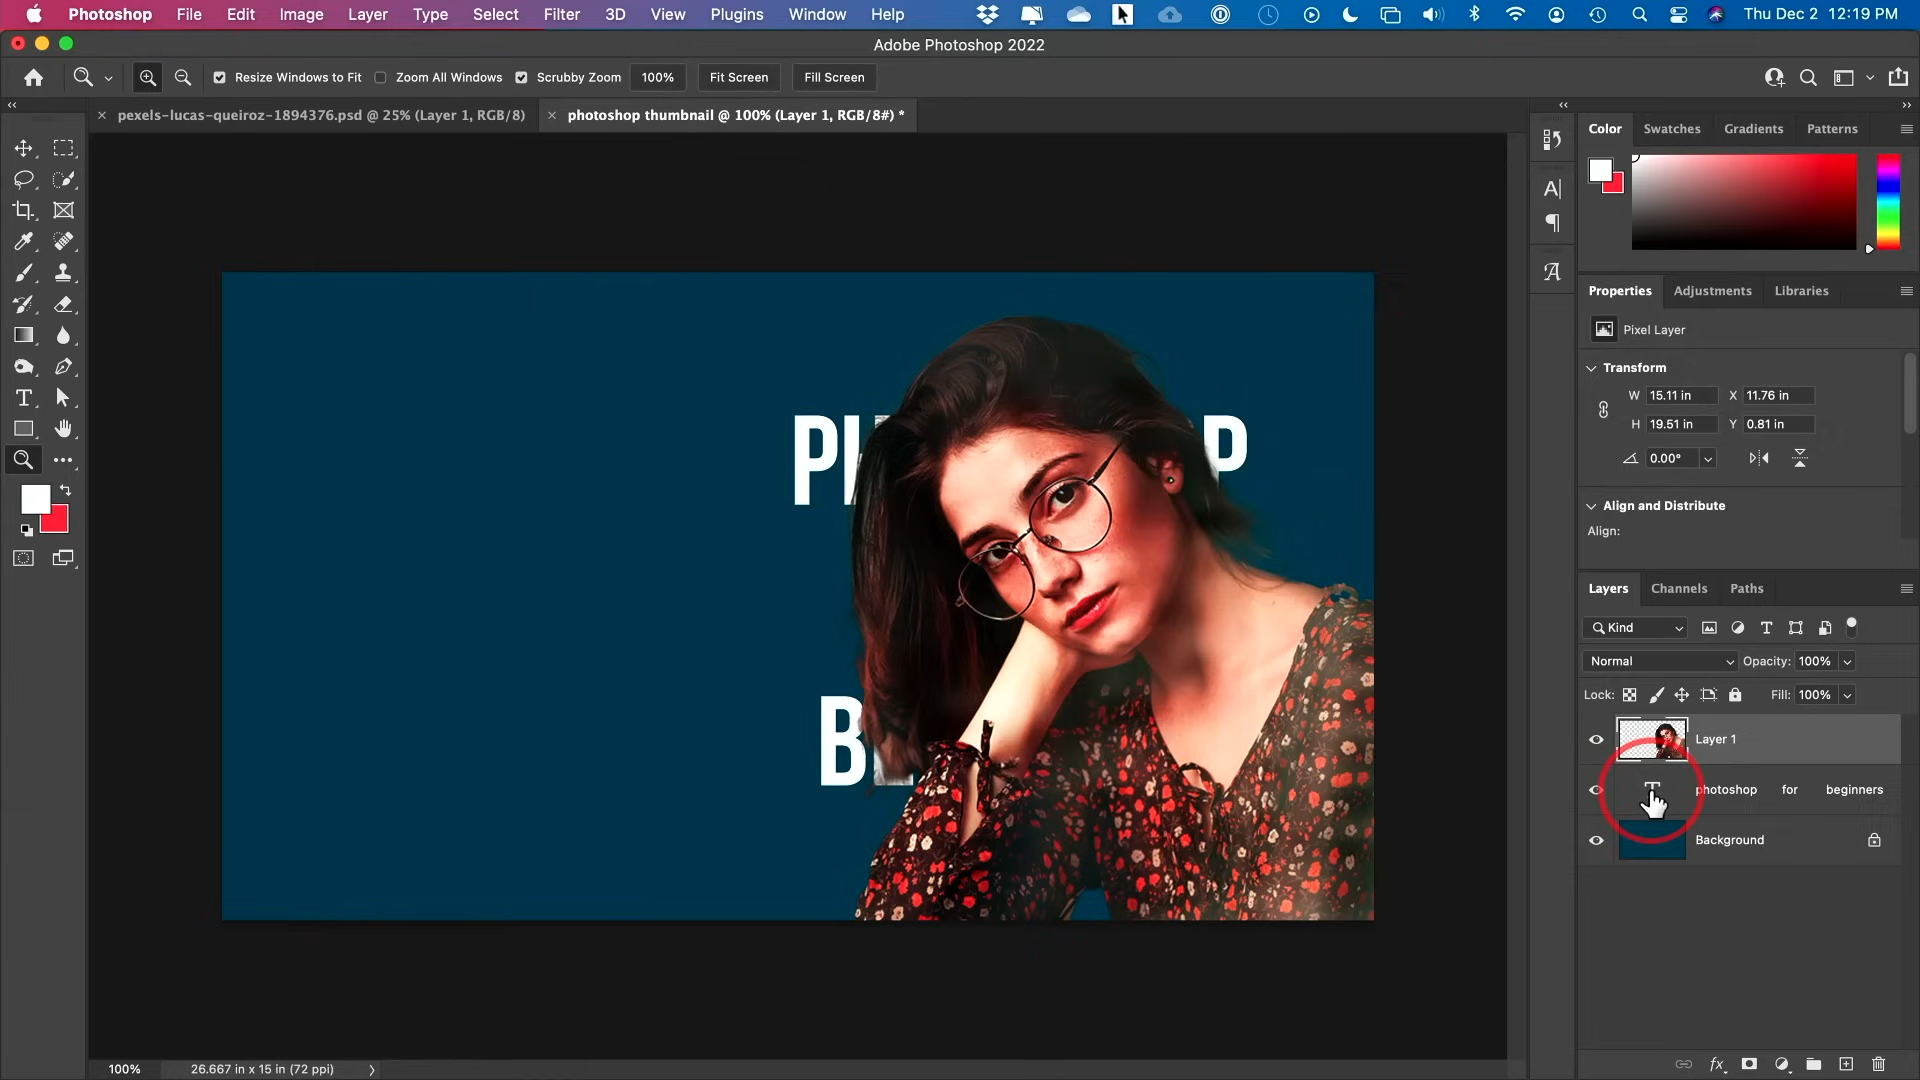 Photoshop File Edit Image Layer Type Select Filter 3D View Plugins Window Help Thu Dec 2 12:19 PM
Adobe Photoshop 2022
Resize Windows to Fit Zoom All Windows Scrubby Zoom 100% Fit Screen Fill Screen
pexels-lucas-queiroz-1894376.psd @ 25% (Layer 1, RGB/8) photoshop thumbnail @ 100% (Layer 1, RGB/8#) *
Color Swatches Gradients Patterns
Properties Adjustments Libraries
Pixel Layer
Transform
W 15.11 in X 11.76 in
H 19.51 in Y 0.81 in
0.00°
Align and Distribute
Align:
Layers Channels Paths
Kind
Normal Opacity: 100%
Lock: Fill: 100%
Layer 1
photoshop for beginners
Background
P P
B
100% 26.667 in x 15 in (72 ppi)